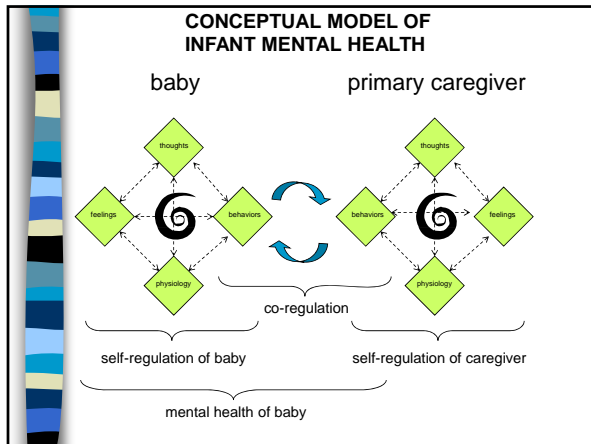 CONCEPTUAL MODEL OF
INFANT MENTAL HEALTH
baby
primary caregiver
thoughts
thoughts
feelings
behaviors
behaviors
feelings
physiology
physiology
co-regulation
self-regulation of baby
self-regulation of caregiver
mental health of baby